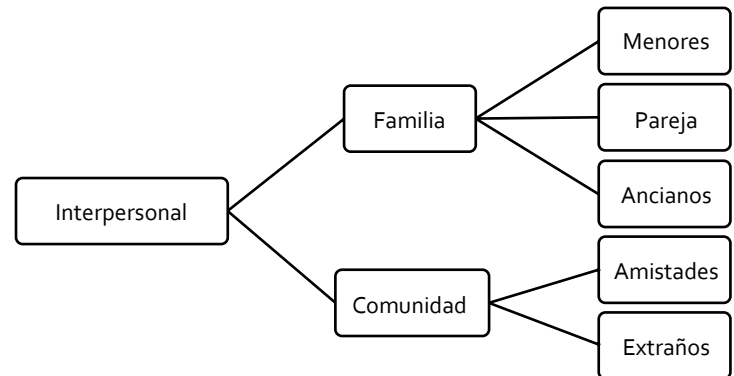 Interpersonal
Familia
Menores
Pareja
Ancianos
Comunidad
Amistades
Extraños